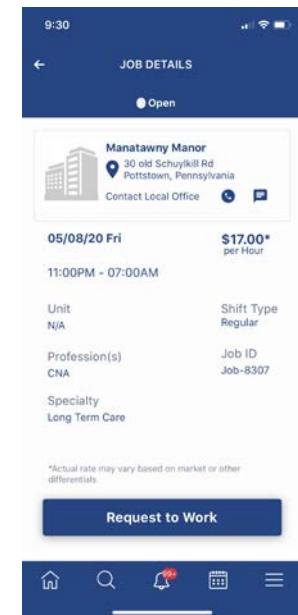 9:30
JOB DETAILS
Open
Manatawny Manor
30 old Schuylkill Rd
Pottstown, Pennsylvania
Contact Local Office
05/08/20 Fri
$17.00*
per Hour
11:00PM - 07:00AM
Unit
N/A
Shift Type
Regular
Profession(s)
CNA
Job ID
Job-8307
Specialty
Long Term Care
*Actual rate may vary based on market or other
differentials
Request to Work
99+